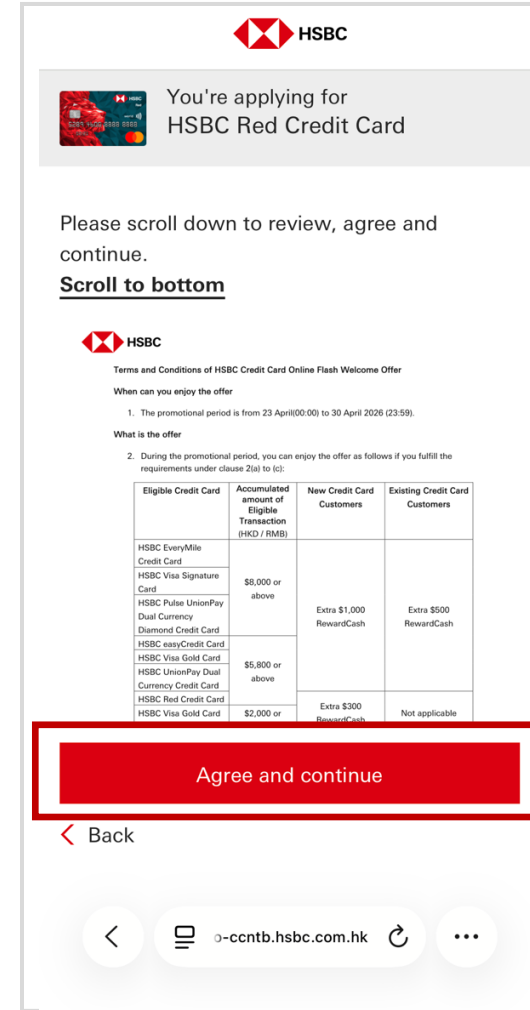 HSBC
You're applying for
HSBC Red Credit Card
Please scroll down to review, agree and
continue.
Scroll to bottom
HSBC
Terms and Conditions of HSBC Credit Card Online Flash Welcome Offer
When can you enjoy the offer
1. The promotional period is from 23 April(00:00) to 30 April 2026 (23:59).
What is the offer
2. During the promotional period, you can enjoy the offer as follows if you fulfill the
requirements under clause 2(a) to (c):
Eligible Credit Card
Accumulated
amount of
Eligible
Transaction
(HKD / RMB)
New Credit Card
Customers
Existing Credit Card
Customers
HSBC EveryMile
Credit Card
HSBC Visa Signature
Card
HSBC Pulse UnionPay
Dual Currency
Diamond Credit Card
$8,000 or
above
HSBC easyCredit Card
HSBC Visa Gold Card
HSBC UnionPay Dual
Currency Credit Card
$5,800 or
above
Extra $1,000
RewardCash
Extra $500
RewardCash
HSBC Red Credit Card
HSBC Visa Gold Card
$2,000 or
Extra $300
RewardCash
Not applicable
Agree and continue
Back
-ccntb.hsbc.com.hk